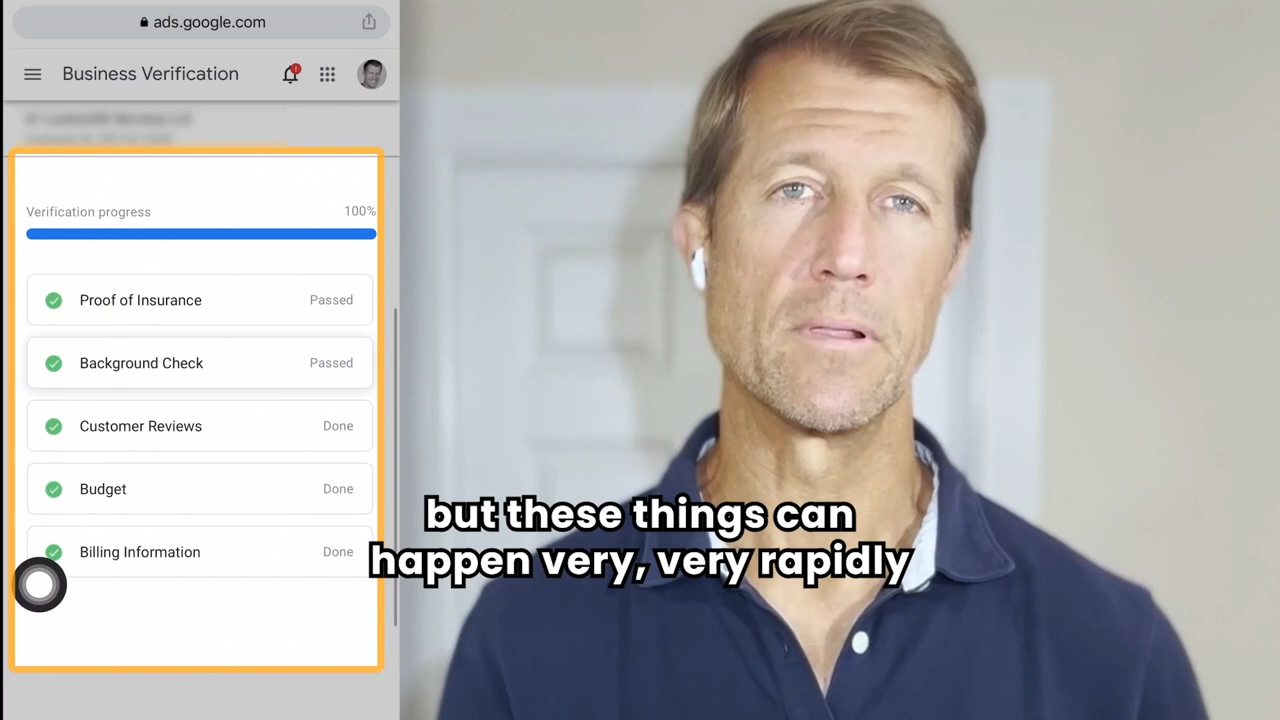 ads.google.com
Business Verification
Verification progress 100%
Proof of Insurance Passed
Background Check Passed
Customer Reviews Done
Budget Done
Billing Information Done
but these things can
happen very, very rapidly